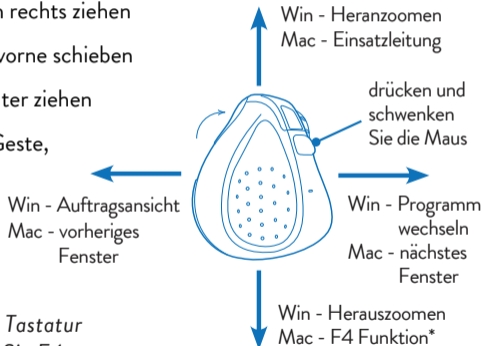 n rechts ziehen
vorne schieben
ter ziehen
Geste,
Win - Heranzoomen
Mac - Einsatzleitung
drücken und
schwenken
Sie die Maus
Win - Auftragsansicht
Mac - vorheriges
Fenster
Win - Programm
wechseln
Mac - nächstes
Fenster
Win - Herauszoomen
Mac - F4 Funktion*
Tastatur